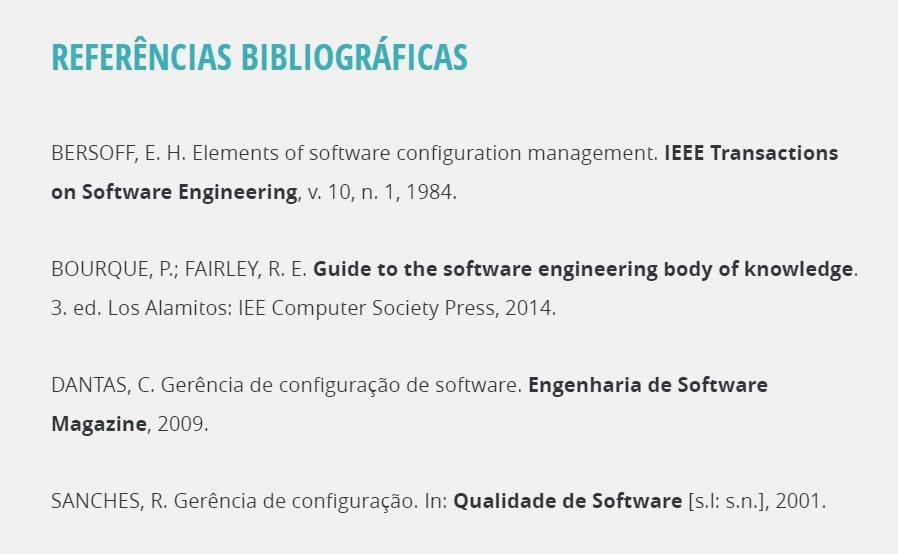 REFERÊNCIAS BIBLIOGRÁFICAS
BERSOFF, E. H. Elements of software configuration management. IEEE Transactions
on Software Engineering, v. 10, n. 1, 1984.
BOURQUE, P.; FAIRLEY, R. E. Guide to the software engineering body of knowledge.
3. ed. Los Alamitos: IEE Computer Society Press, 2014.
DANTAS, C. Gerência de configuração de software. Engenharia de Software
Magazine, 2009.
SANCHES, R. Gerência de configuração. In: Qualidade de Software [s.l: s.n.], 2001.